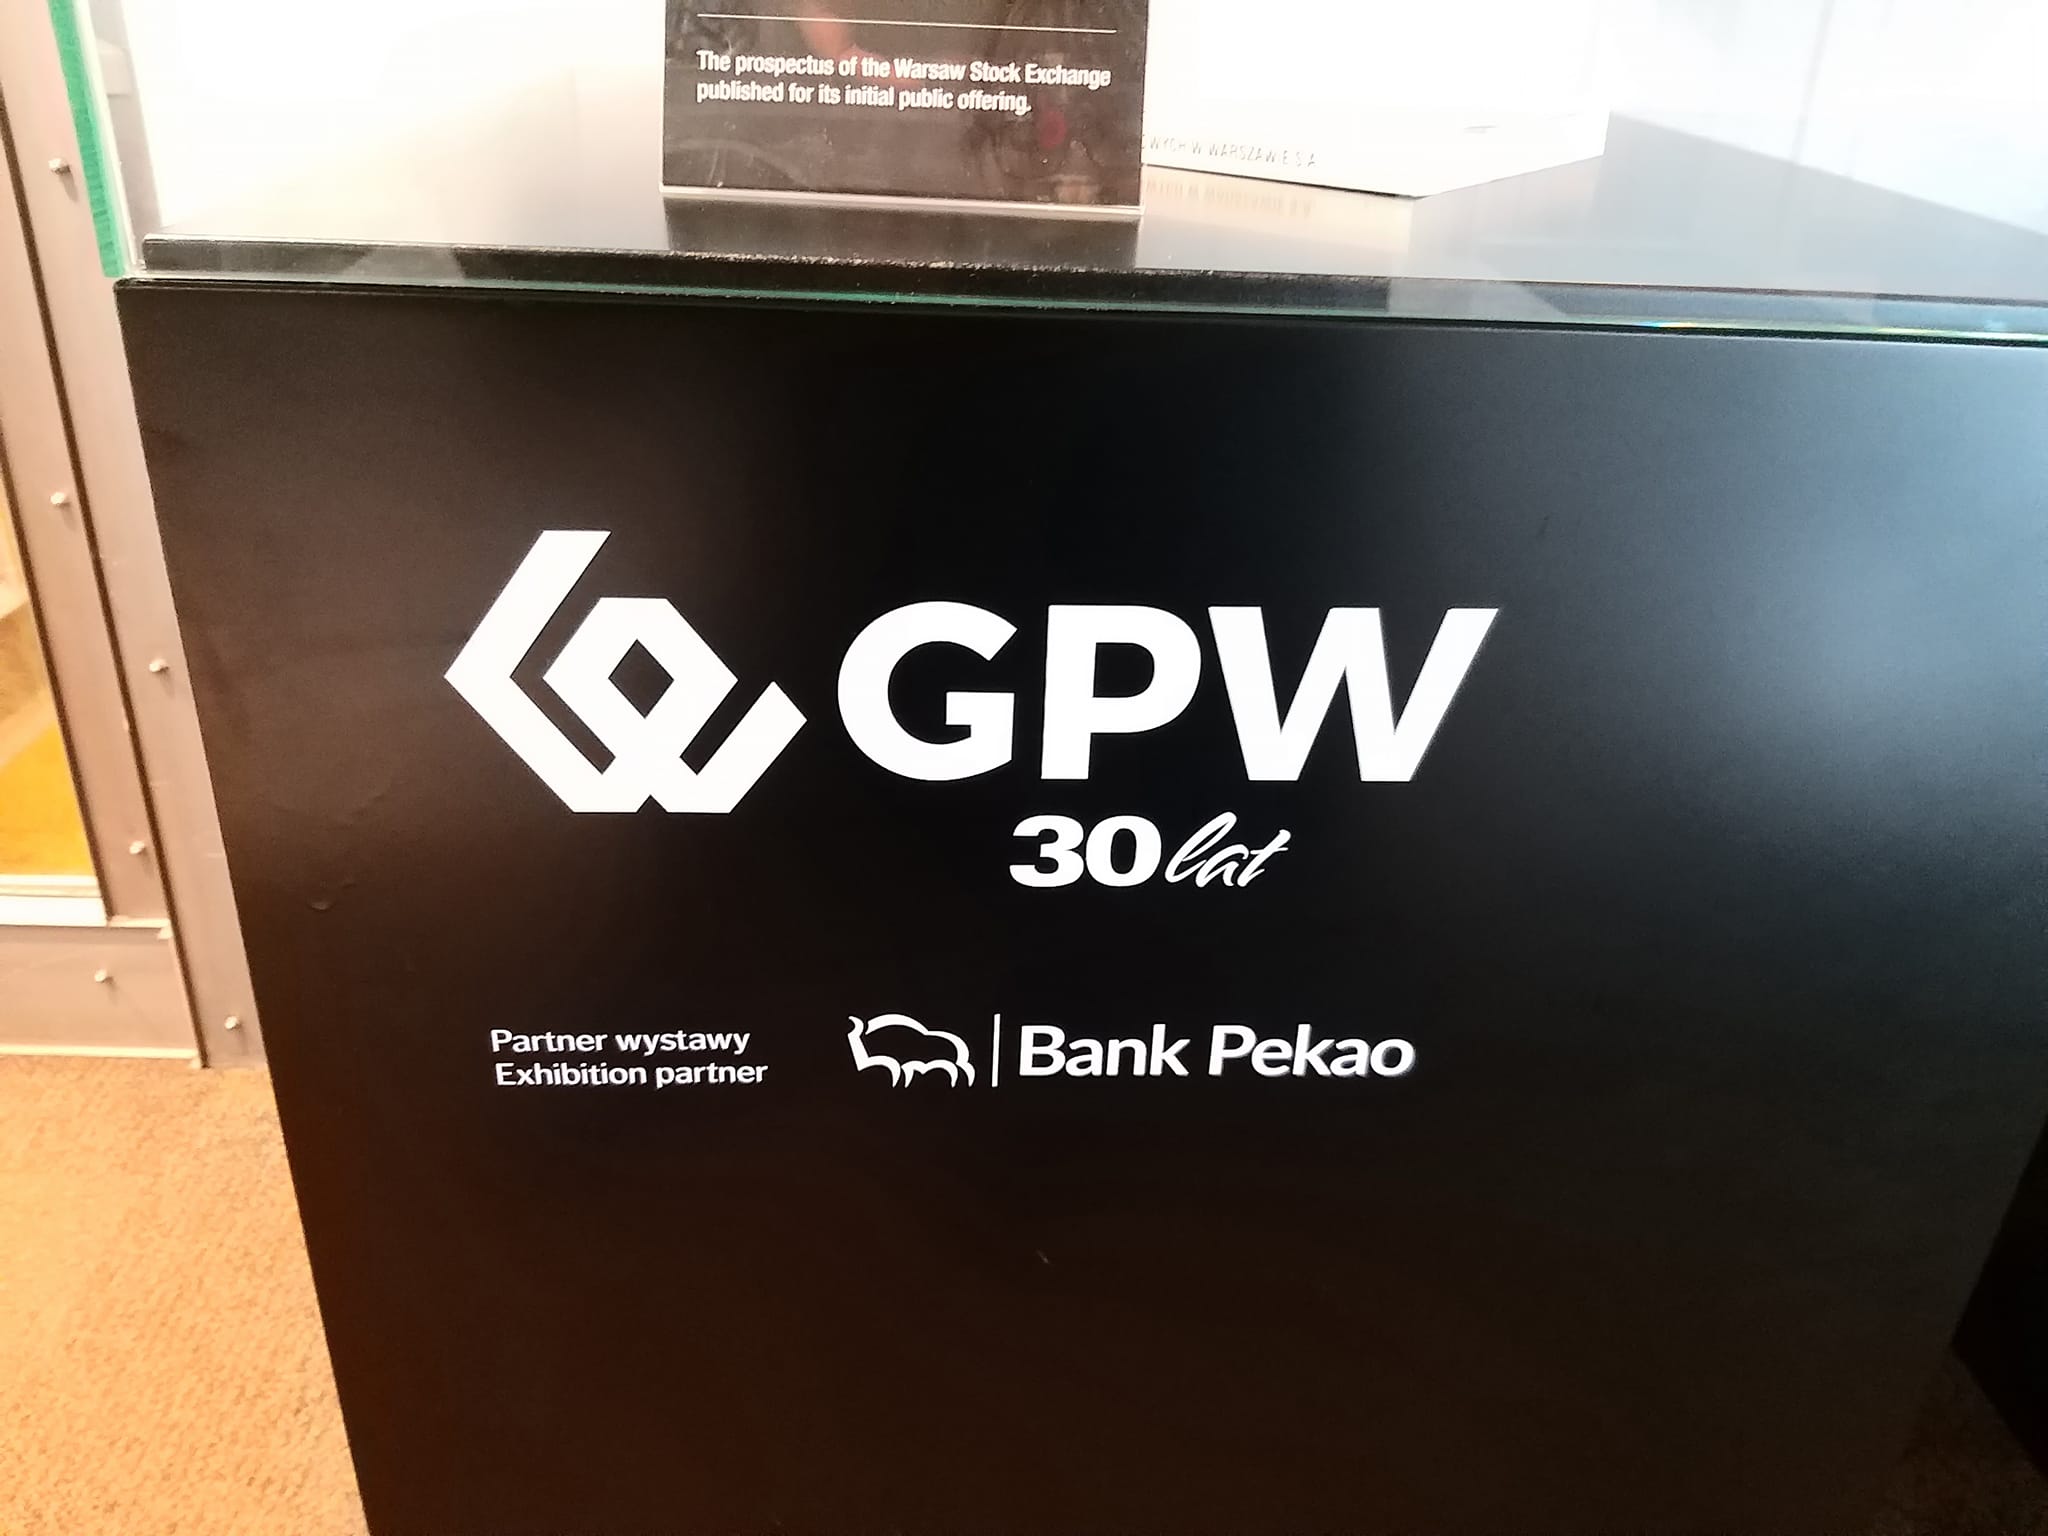 The prospectus of the Warsaw Stock Exchange
published for its initial public offering.
W WARSZAWIE S.A.
GPW
30 lat
Partner wystawy
Exhibition partner
Bank Pekao